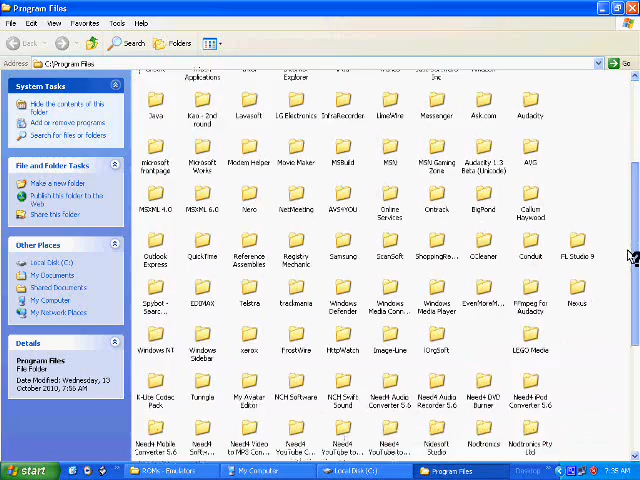 Program Files
File Edit View Favorites Tools Help
Back Search Folders
Address C:\Program Files Go
System Tasks
Hide the contents of this
folder
Add or remove programs
Search for files or folders
File and Folder Tasks
Make a new folder
Publish this folder to the
Web
Share this folder
Other Places
Local Disk (C:)
My Documents
Shared Documents
My Computer
My Network Places
Details
Program Files
File Folder
Date Modified: Wednesday, 13
October 2010, 7:56 AM
Applications Explorer
Java Kao - 2nd LG Electronics InfraRecorder LimeWire Messenger Ask.com Audacity
round Lavasoft
microsoft Microsoft Modem Helper Movie Maker MSBuild MSN MSN Gaming Audacity 1.3 AVG
frontpage Works Zone Beta (Unicode)
MSXML 4.0 MSXML 6.0 Nero NetMeeting AVS4YOU Online Ontrack BigPond Callum
Services Haywood
Outlook QuickTime Reference Registry Samsung ScanSoft ShoppingRe... CCleaner Conduit FL Studio 9
Express Assemblies Mechanic
Spybot - EDIMAX Telstra trackmania Windows Windows Windows EvenMoreM... FFmpeg for Nexus
Searc... Defender Media Conn... Media Player Audacity
Windows NT Windows xerox FrostWire HttpWatch Image-Line IOrgSoft LEGO Media
Sidebar
K-Lite Codec Tunngle My Avatar NCH Software NCH Swift Need4 Audio Need4 Audio Need4 DVD Need4 iPod
Pack Editor Sound Converter 5.6 Recorder 5.6 Burner Converter 5.6
Need4 Mobile Need4 Need4 Video Need4 Need4 Need4 Nidesoft Nodtronics Nodtronics Pty
Converter 5.6 Softw... to MP3 Con... YouTube C... YouTube to... YouTube to... Studio Ltd
start ROMs - Emulators My Computer Local Disk (C:) Program Files Desktop 7:35 AM